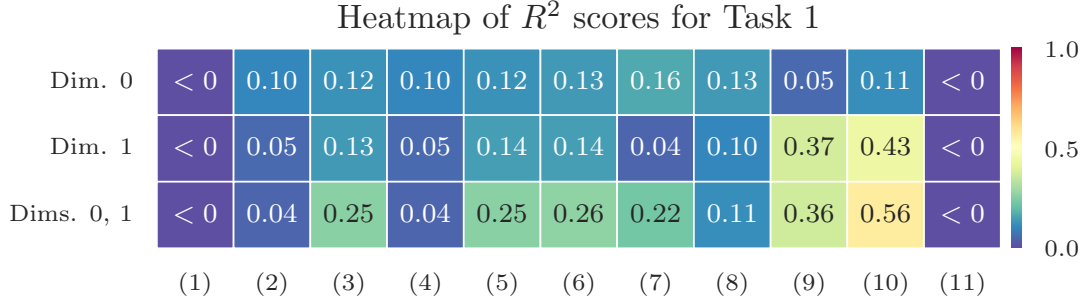 Heatmap of R² scores for Task 1
Dim. 0 < 0 0.10 0.12 0.10 0.12 0.13 0.16 0.13 0.05 0.11 < 0
Dim. 1 < 0 0.05 0.13 0.05 0.14 0.14 0.04 0.10 0.37 0.43 < 0
Dims. 0, 1 < 0 0.04 0.25 0.04 0.25 0.26 0.22 0.11 0.36 0.56 < 0
(1) (2) (3) (4) (5) (6) (7) (8) (9) (10) (11)
1.0
0.5
0.0